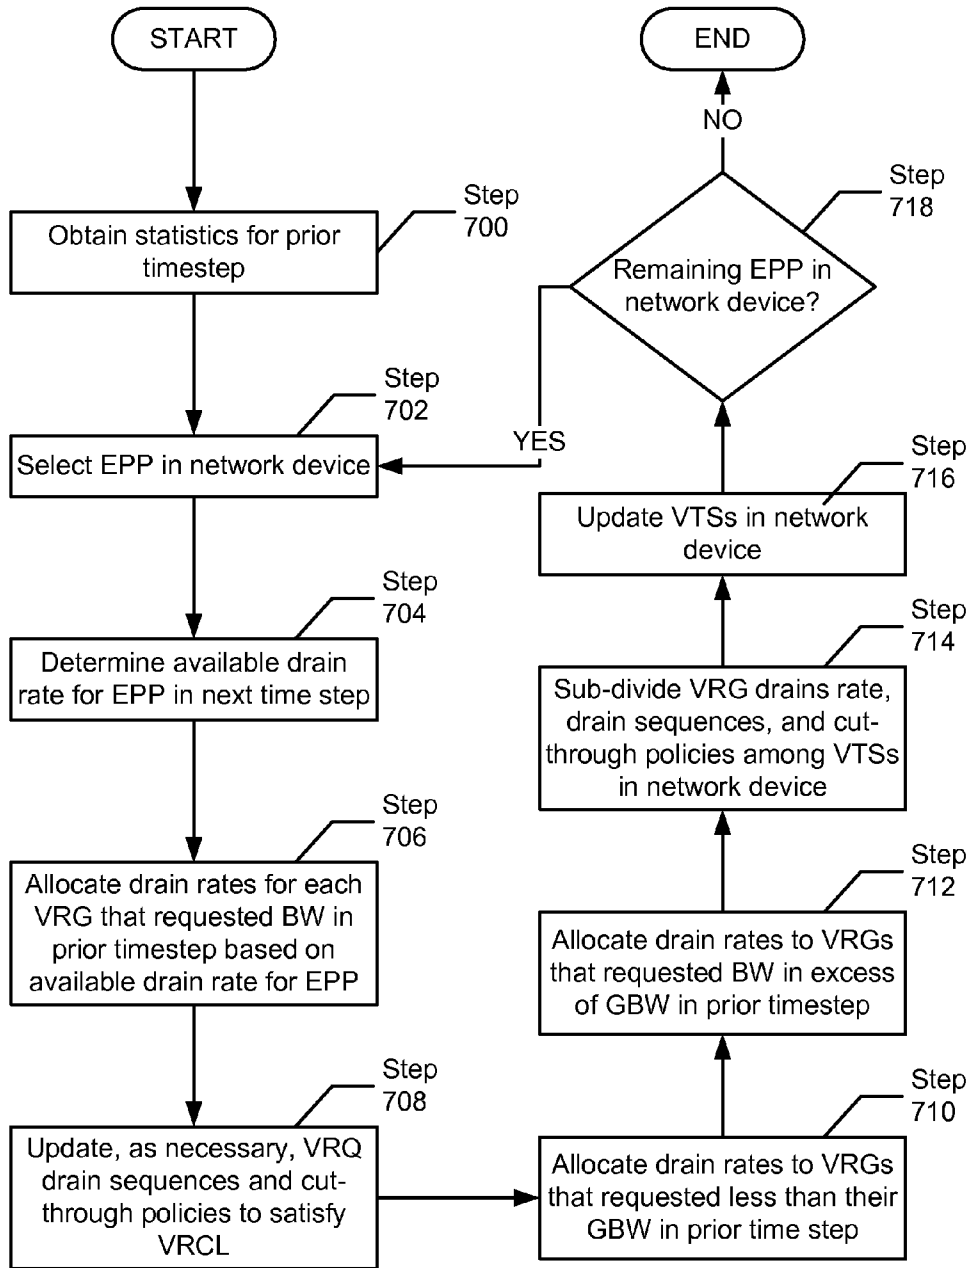 START
Step
700
Obtain statistics for prior
timestep
Step
702
Select EPP in network device
Step
704
Determine available drain
rate for EPP in next time step
Step
706
Allocate drain rates for each
VRG that requested BW in
prior timestep based on
available drain rate for EPP
Step
708
Update, as necessary, VRQ
drain sequences and cut-
through policies to satisfy
VRCL
Step
710
Allocate drain rates to VRGs
that requested less than their
GBW in prior time step
Step
712
Allocate drain rates to VRGs
that requested BW in excess
of GBW in prior timestep
Step
714
Sub-divide VRG drains rate,
drain sequences, and cut-
through policies among VTSs
in network device
Step
716
Update VTSs in network
device
Step
718
Remaining EPP in
network device?
YES
NO
END